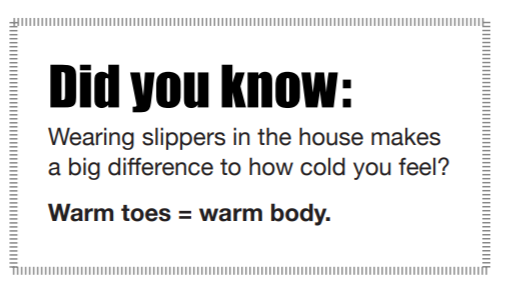 Did you know:
Wearing slippers in the house makes
a big difference to how cold you feel?
Warm toes = warm body.